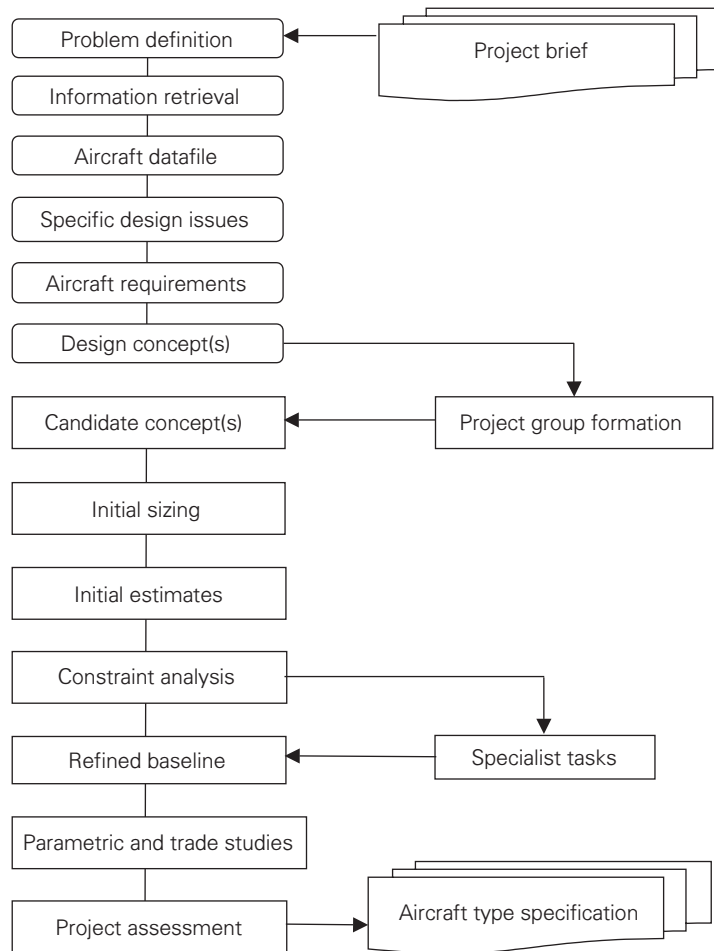 Problem definition
Project brief
Information retrieval
Aircraft datafile
Specific design issues
Aircraft requirements
Design concept(s)
Candidate concept(s)
Project group formation
Initial sizing
Initial estimates
Constraint analysis
Refined baseline
Specialist tasks
Parametric and trade studies
Project assessment
Aircraft type specification